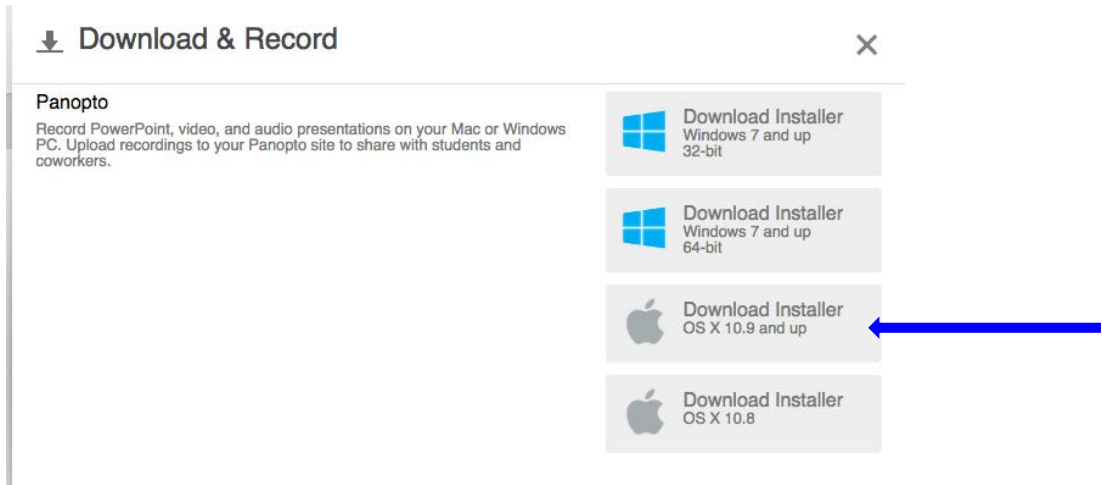 Download & Record
Panopto
Record PowerPoint, video, and audio presentations on your Mac or Windows
PC. Upload recordings to your Panopto site to share with students and
coworkers.
Download Installer
Windows 7 and up
32-bit
Download Installer
Windows 7 and up
64-bit
Download Installer
OS X 10.9 and up
Download Installer
OS X 10.8